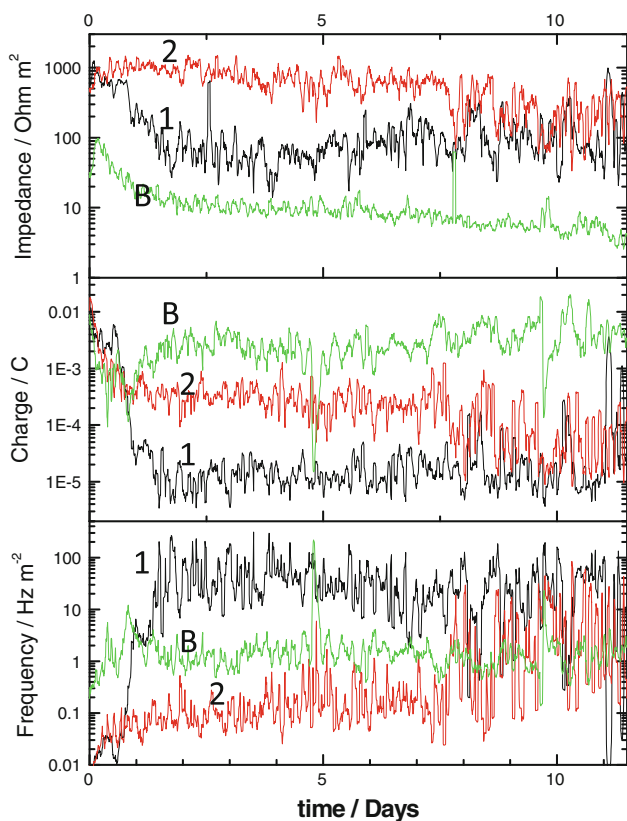 0 5 10
Impedance / Ohm m²
1000
100
10
1
2
1
B
Charge / C
0.01
1E-3
1E-4
1E-5
B
2
1
Frequency / Hz m⁻²
100
10
1
0.1
0.01
1
B
2
0 5 10
time / Days